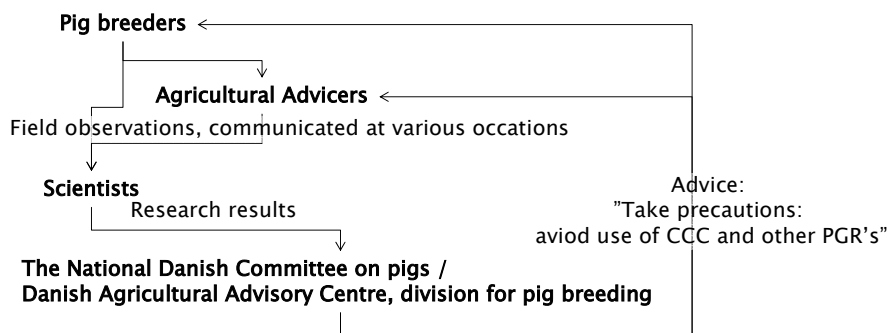 Pig breeders
Agricultural Advicers
Field observations, communicated at various occations
Scientists
Research results
Advice:
”Take precautions:
aviod use of CCC and other PGR’s”
The National Danish Committee on pigs /
Danish Agricultural Advisory Centre, division for pig breeding